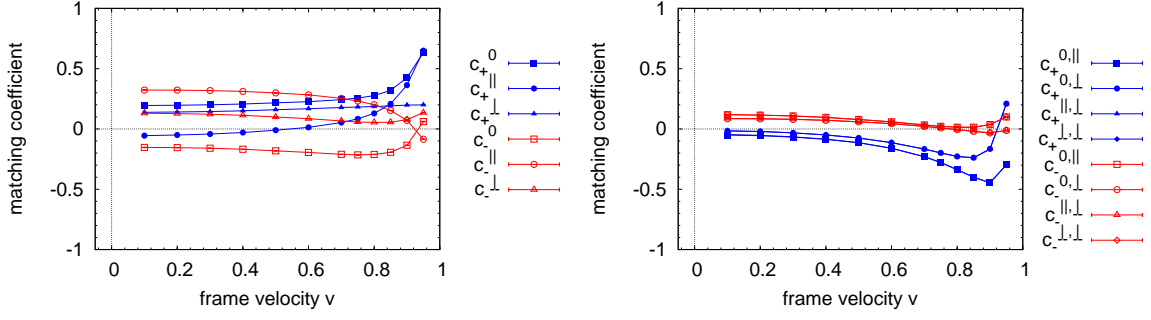 1
0.5
0
-0.5
-1
0
0.2
0.4
0.6
0.8
1
matching coefficient
frame velocity v
c₊⁰
c₊^||
c₊^⊥
c₋⁰
c₋^||
c₋^⊥
1
0.5
0
-0.5
-1
0
0.2
0.4
0.6
0.8
1
matching coefficient
frame velocity v
c₊^0,||
c₊^0,⊥
c₊^||,⊥
c₊^⊥,⊥
c₋^0,||
c₋^0,⊥
c₋^||,⊥
c₋^⊥,⊥